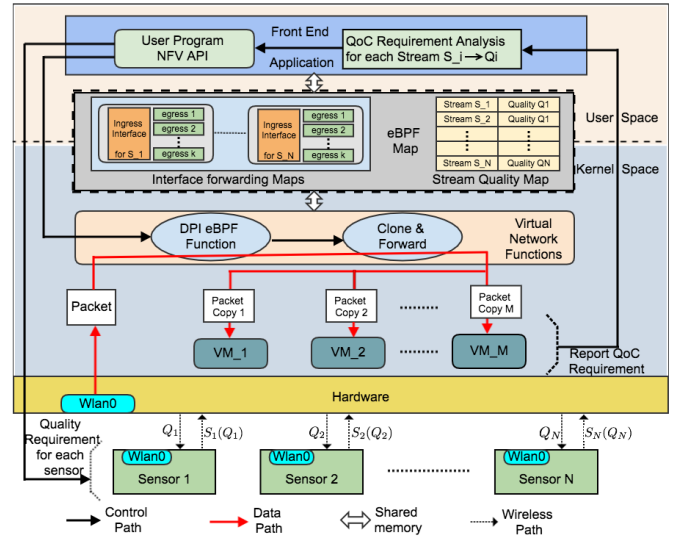 User Program
NFV API
Front End
Application
QoC Requirement Analysis
for each Stream S_i → Qi
Ingress
Interface
for S_1
egress 1
egress 2
egress k
Ingress
Interface
for S_N
egress 1
egress 2
egress k
Interface forwarding Maps
eBPF
Map
Stream S_1 Quality Q1
Stream S_2 Quality Q1
Stream S_N Quality QN
Stream Quality Map
User Space
Kernel Space
DPI eBPF
Function
Clone &
Forward
Virtual
Network
Functions
Packet
Packet
Copy 1
Packet
Copy 2
Packet
Copy M
VM_1
VM_2
VM_M
Report QoC
Requirement
Hardware
Wlan0
Quality
Requirement
for each
sensor
Q1
S1(Q1)
Q2
S2(Q2)
QN
SN(QN)
Wlan0
Sensor 1
Wlan0
Sensor 2
Wlan0
Sensor N
Control
Path
Data
Path
Shared
memory
Wireless
Path